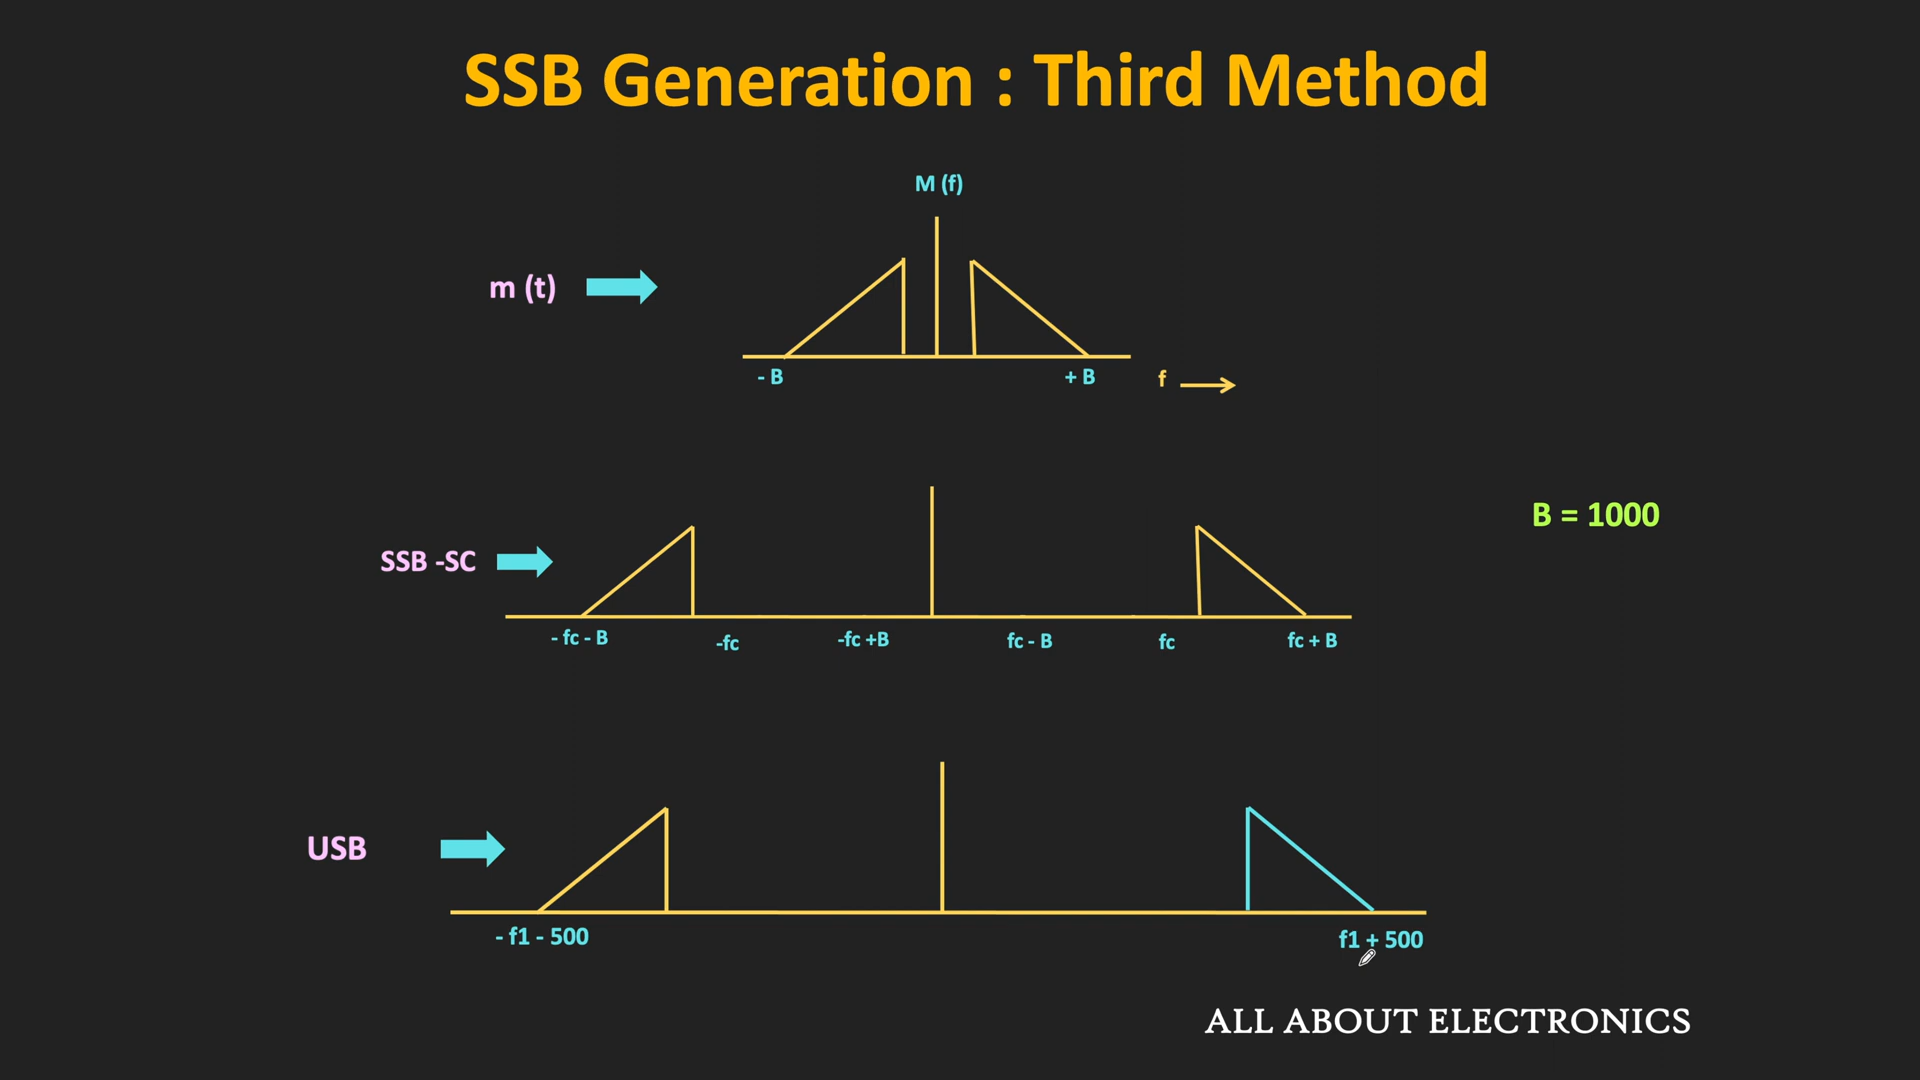 SSB Generation : Third Method
M (f)
m (t)
- B
+ B
f
B = 1000
SSB -SC
- fc - B
-fc
-fc +B
fc - B
fc
fc + B
USB
- f1 - 500
f1 + 500
ALL ABOUT ELECTRONICS